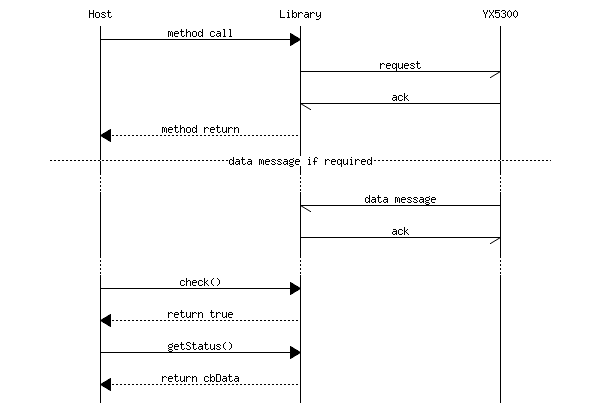 Host Library YX5300
method call
request
ack
method return
data message if required
data message
ack
check()
return true
getStatus()
return cbData